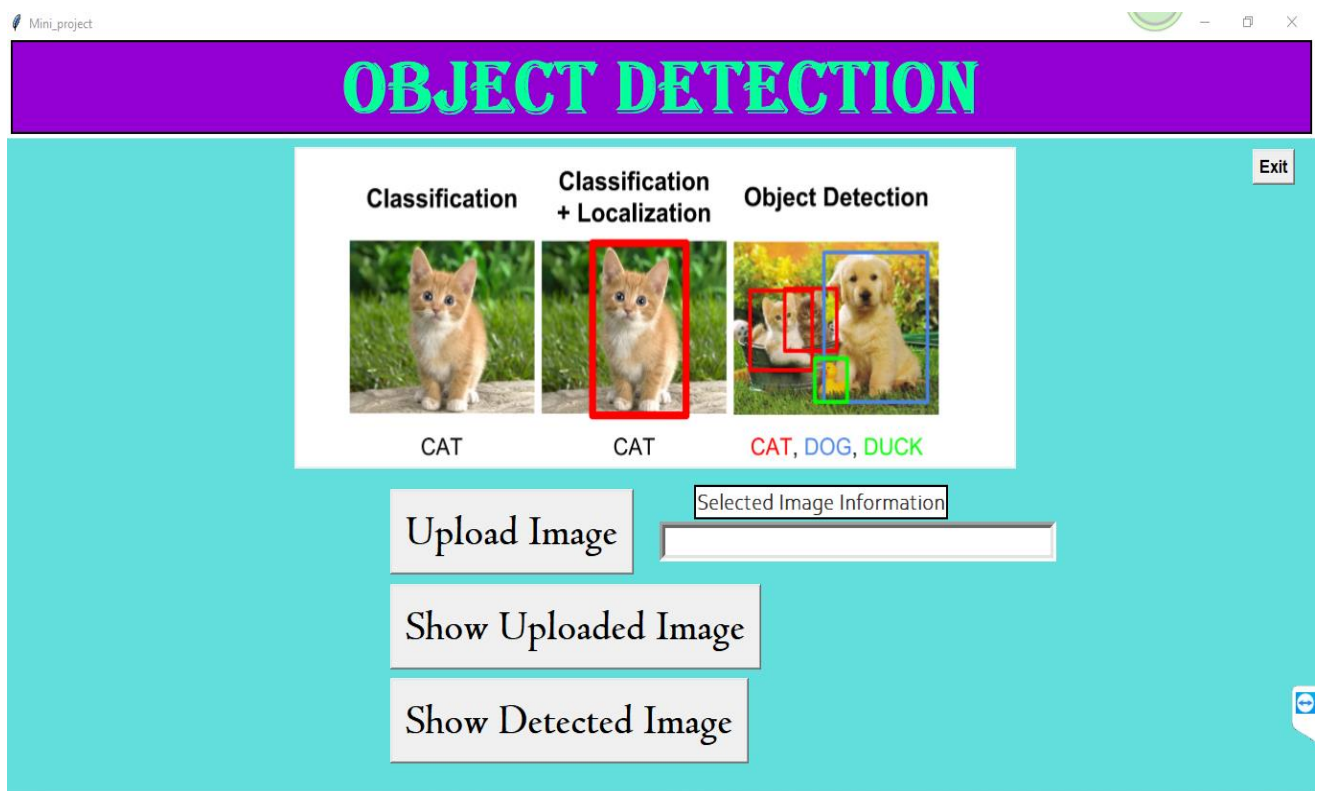 Mini_project
OBJECT DETECTION
Exit
Classification
Classification
+ Localization
Object Detection
CAT
CAT
CAT, DOG, DUCK
Upload Image
Selected Image Information
Show Uploaded Image
Show Detected Image